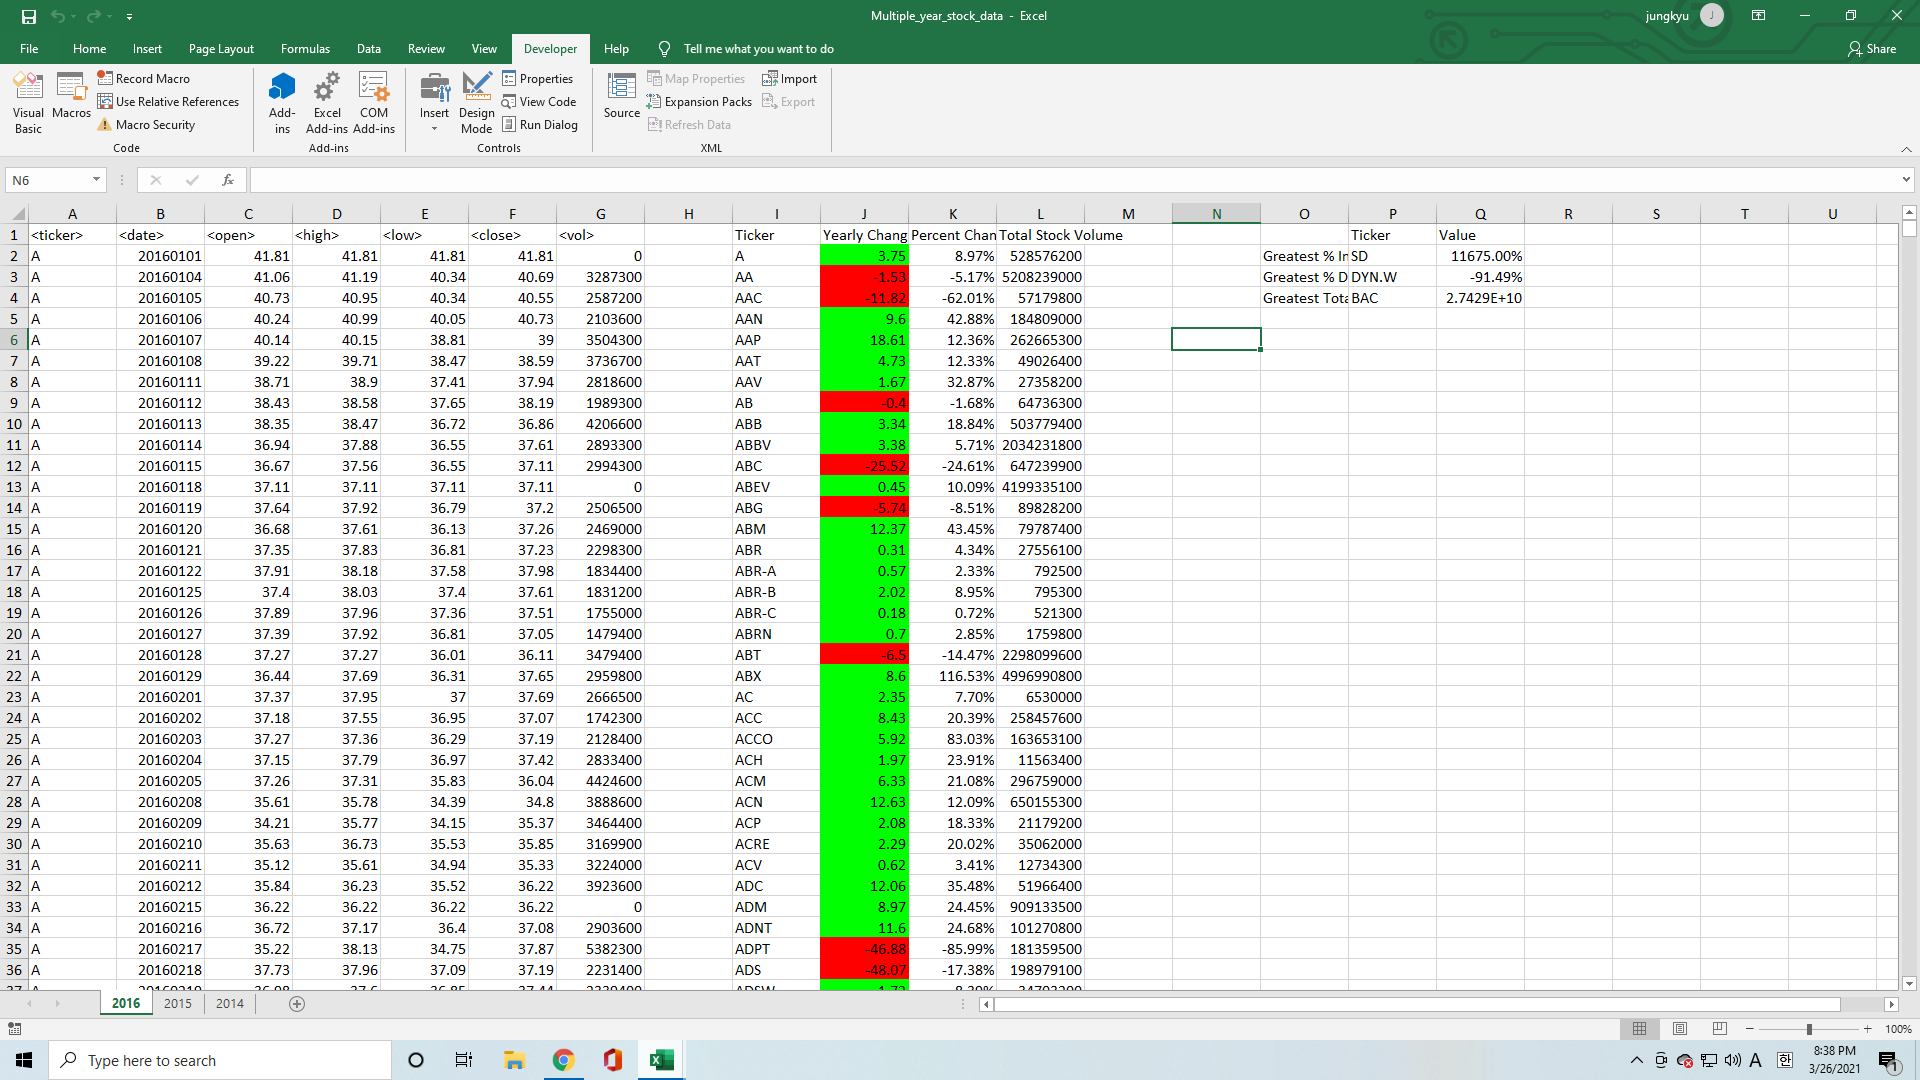 Multiple_year_stock_data - Excel
jungkyu J
File Home Insert Page Layout Formulas Data Review View Developer Help Tell me what you want to do Share
Visual Basic
Macros
Record Macro
Use Relative References
Macro Security
Code
Add-ins
Excel Add-ins
COM Add-ins
Add-ins
Insert
Design Mode
Properties
View Code
Run Dialog
Controls
Source
Map Properties
Expansion Packs
Refresh Data
Import
Export
XML
N6 fx
A B C D E F G H I J K L M N O P Q R S T U
1 <ticker> <date> <open> <high> <low> <close> <vol> Ticker Yearly Chang Percent Chan Total Stock Volume Ticker Value
2 A 20160101 41.81 41.81 41.81 41.81 0 A 3.75 8.97% 528576200 Greatest % In SD 11675.00%
3 A 20160104 41.06 41.19 40.34 40.69 3287300 AA -1.53 -5.17% 5208239000 Greatest % D DYN.W -91.49%
4 A 20160105 40.73 40.95 40.34 40.55 2587200 AAC -11.82 -62.01% 57179800 Greatest Tota BAC 2.7429E+10
5 A 20160106 40.24 40.99 40.05 40.73 2103600 AAN 9.6 42.88% 184809000
6 A 20160107 40.14 40.15 38.81 39 3504300 AAP 18.61 12.36% 262665300
7 A 20160108 39.22 39.71 38.47 38.59 3736700 AAT 4.73 12.33% 49026400
8 A 20160111 38.71 38.9 37.41 37.94 2818600 AAV 1.67 32.87% 27358200
9 A 20160112 38.43 38.58 37.65 38.19 1989300 AB -0.4 -1.68% 64736300
10 A 20160113 38.35 38.47 36.72 36.86 4206600 ABB 3.34 18.84% 503779400
11 A 20160114 36.94 37.88 36.55 37.61 2893300 ABBV 3.38 5.71% 2034231800
12 A 20160115 36.67 37.56 36.55 37.11 2994300 ABC -25.52 -24.61% 647239900
13 A 20160118 37.11 37.11 37.11 37.11 0 ABEV 0.45 10.09% 4199335100
14 A 20160119 37.64 37.92 36.79 37.2 2506500 ABG -5.74 -8.51% 89828200
15 A 20160120 36.68 37.61 36.13 37.26 2469000 ABM 12.37 43.45% 79787400
16 A 20160121 37.35 37.83 36.81 37.23 2298300 ABR 0.31 4.34% 27556100
17 A 20160122 37.91 38.18 37.58 37.98 1834400 ABR-A 0.57 2.33% 792500
18 A 20160125 37.4 38.03 37.4 37.61 1831200 ABR-B 2.02 8.95% 795300
19 A 20160126 37.89 37.96 37.36 37.51 1755000 ABR-C 0.18 0.72% 521300
20 A 20160127 37.39 37.92 36.81 37.05 1479400 ABRN 0.7 2.85% 1759800
21 A 20160128 37.27 37.27 36.01 36.11 3479400 ABT -6.5 -14.47% 2298099600
22 A 20160129 36.44 37.69 36.31 37.65 2959800 ABX 8.6 116.53% 4996990800
23 A 20160201 37.37 37.95 37 37.69 2666500 AC 2.35 7.70% 6530000
24 A 20160202 37.18 37.55 36.95 37.07 1742300 ACC 8.43 20.39% 258457600
25 A 20160203 37.27 37.36 36.29 37.19 2128400 ACCO 5.92 83.03% 163653100
26 A 20160204 37.15 37.79 36.97 37.42 2833400 ACH 1.97 23.91% 11563400
27 A 20160205 37.26 37.31 35.83 36.04 4424600 ACM 6.33 21.08% 296759000
28 A 20160208 35.61 35.78 34.39 34.8 3888600 ACN 12.63 12.09% 650155300
29 A 20160209 34.21 35.77 34.15 35.37 3464400 ACP 2.08 18.33% 21179200
30 A 20160210 35.63 36.73 35.53 35.85 3169900 ACRE 2.29 20.02% 35062000
31 A 20160211 35.12 35.61 34.94 35.33 3224000 ACV 0.62 3.41% 12734300
32 A 20160212 35.84 36.23 35.52 36.22 3923600 ADC 12.06 35.48% 51966400
33 A 20160215 36.22 36.22 36.22 36.22 0 ADM 8.97 24.45% 909133500
34 A 20160216 36.72 37.17 36.4 37.08 2903600 ADNT 11.6 24.68% 101270800
35 A 20160217 35.22 38.13 34.75 37.87 5382300 ADPT -46.88 -85.99% 181359500
36 A 20160218 37.73 37.96 37.09 37.19 2231400 ADS -48.07 -17.38% 198979100
2016 2015 2014
100%
Type here to search
A 한
8:38 PM
3/26/2021
1